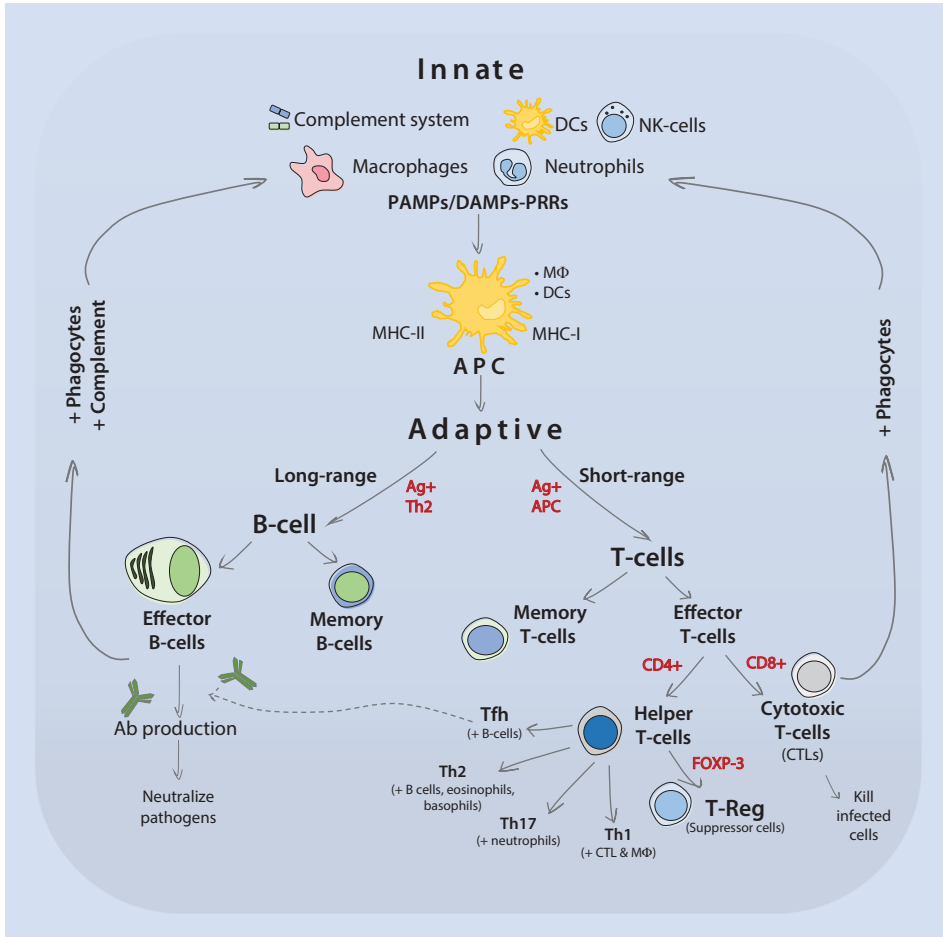 Innate
Complement system
DCs
NK-cells
Macrophages
Neutrophils
PAMPs/DAMPs-PRRs
• MΦ
• DCs
MHC-II
MHC-I
APC
+ Phagocytes
+ Complement
+ Phagocytes
Adaptive
Long-range
Ag+
Th2
Ag+
APC
Short-range
B-cell
T-cells
Effector
B-cells
Memory
B-cells
Memory
T-cells
Effector
T-cells
CD4+
CD8+
Ab production
Tfh
(+ B-cells)
Helper
T-cells
Cytotoxic
T-cells
(CTLs)
Th2
(+ B cells, eosinophils,
basophils)
FOXP-3
Neutralize
pathogens
Th17
(+ neutrophils)
Th1
(+ CTL & MΦ)
T-Reg
(Suppressor cells)
Kill
infected
cells